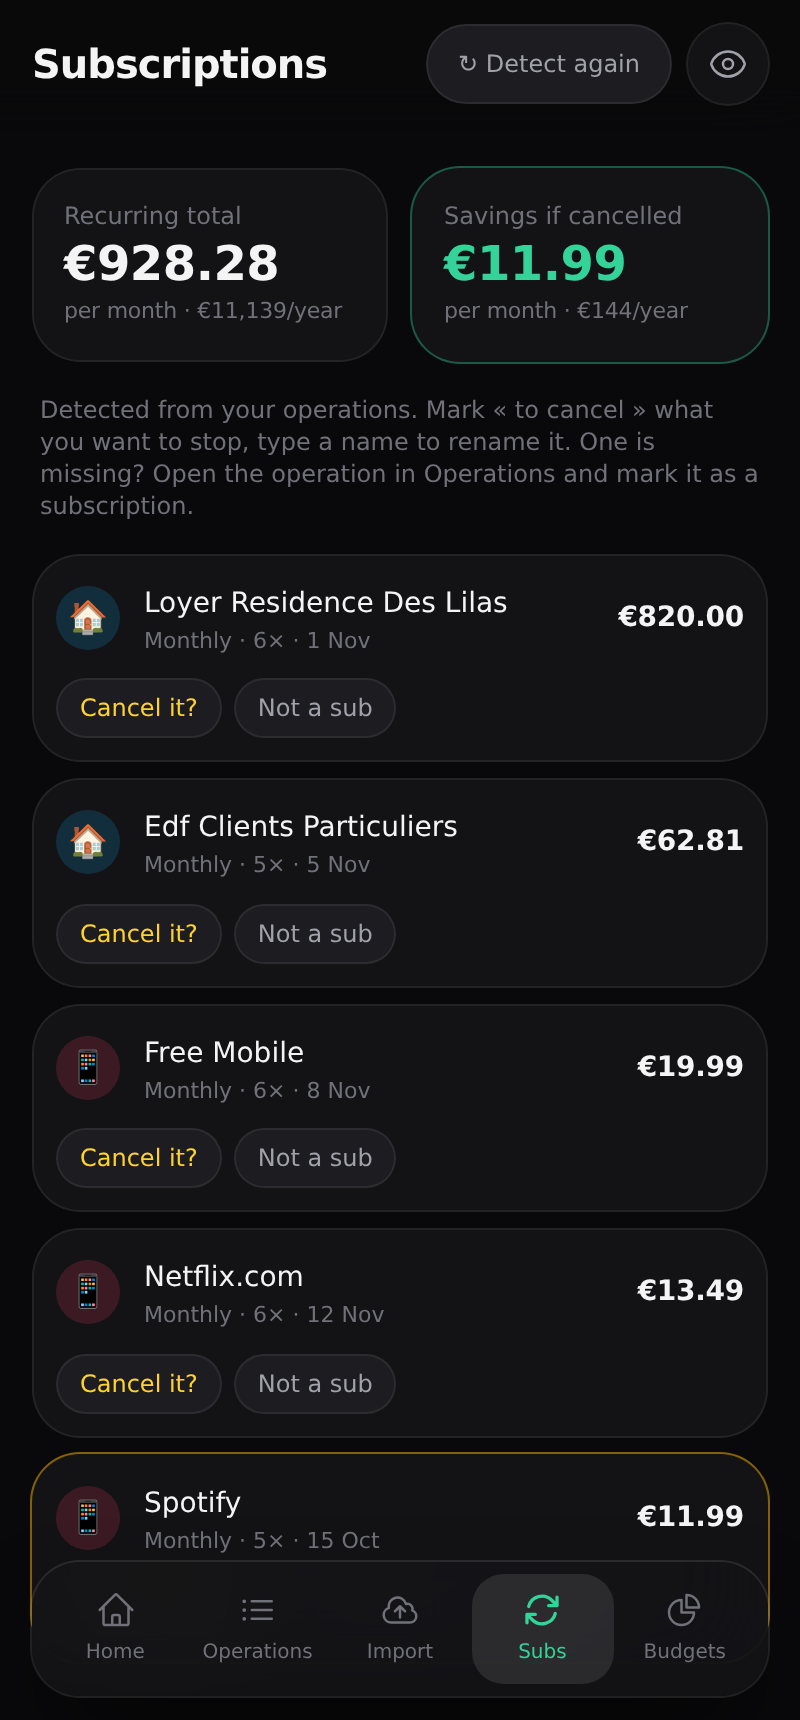 Subscriptions
↻ Detect again
Recurring total
€928.28
per month · €11,139/year
Savings if cancelled
€11.99
per month · €144/year
Detected from your operations. Mark « to cancel » what
you want to stop, type a name to rename it. One is
missing? Open the operation in Operations and mark it as a
subscription.
Loyer Residence Des Lilas
€820.00
Monthly · 6× · 1 Nov
Cancel it?
Not a sub
Edf Clients Particuliers
€62.81
Monthly · 5× · 5 Nov
Cancel it?
Not a sub
Free Mobile
€19.99
Monthly · 6× · 8 Nov
Cancel it?
Not a sub
Netflix.com
€13.49
Monthly · 6× · 12 Nov
Cancel it?
Not a sub
Spotify
€11.99
Monthly · 5× · 15 Oct
Home
Operations
Import
Subs
Budgets